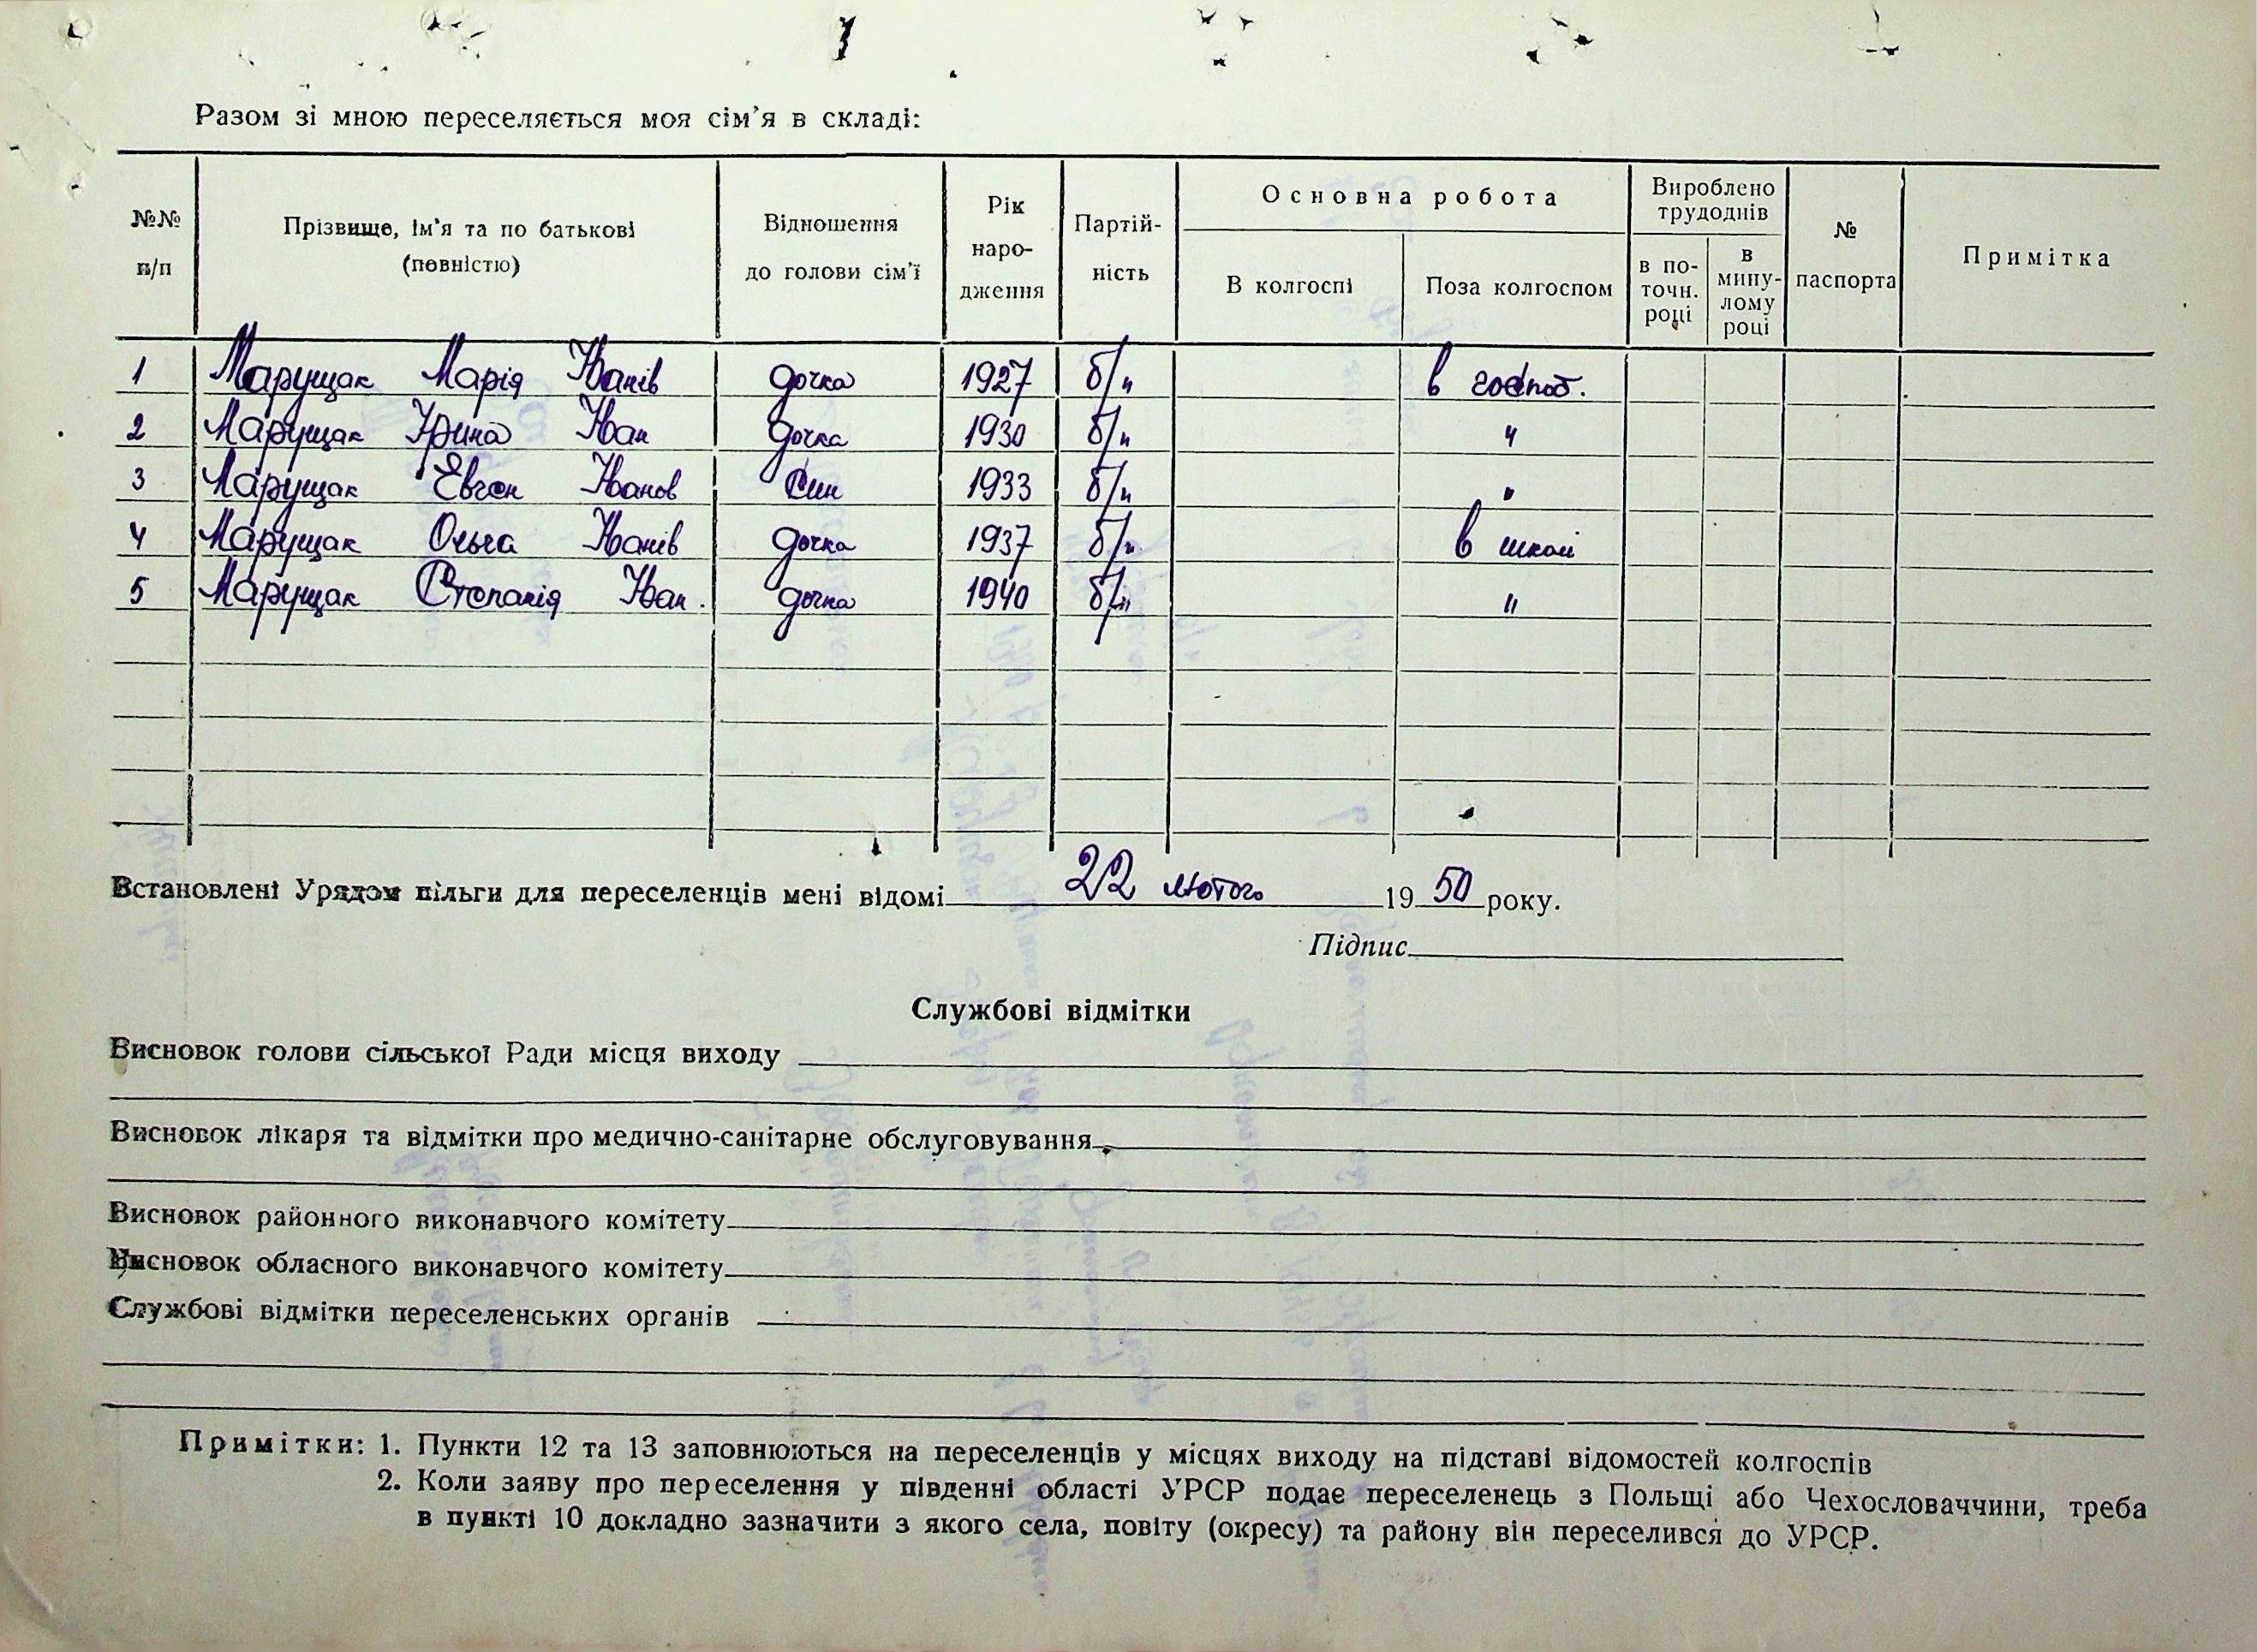 Разом зі мною переселяється моя сім'я в складі:
№№ п/п | Прізвище, ім'я та по батькові (повністю) | Відношення до голови сім'ї | Рік народження | Партійність | Основна робота | Вироблено трудоднів | № паспорта | Примітка
В колгоспі | Поза колгоспом | в поточн. році | в минулому році
1 Марущак Марія Іванів дочка 1927 б/п в господ.
2 Марущак Ірина Іван дочка 1930 б/п "
3 Марущак Євген Іванов Син 1933 б/п "
4 Марущак Ольга Іванів дочка 1937 б/п в школі
5 Марущак Степанія Іван. дочка 1940 б/п "
Встановлені Урядом пільги для переселенців мені відомі 22 лютого 1950 року.
Підпис
Службові відмітки
Висновок голови сільської Ради місця виходу
Висновок лікаря та відмітки про медично-санітарне обслуговування
Висновок районного виконавчого комітету
Висновок обласного виконавчого комітету
Службові відмітки переселенських органів
Примітки: 1. Пункти 12 та 13 заповнюються на переселенців у місцях виходу на підставі відомостей колгоспів
2. Коли заяву про переселення у південні області УРСР подає переселенець з Польщі або Чехословаччини, треба
в пункті 10 докладно зазначити з якого села, повіту (окресу) та району він переселився до УРСР.